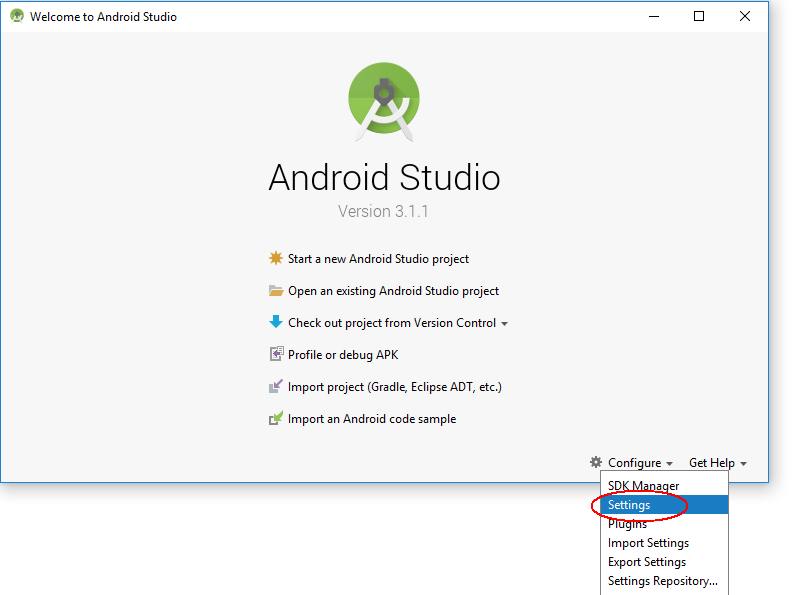 Welcome to Android Studio
Android Studio
Version 3.1.1
Start a new Android Studio project
Open an existing Android Studio project
Check out project from Version Control
Profile or debug APK
Import project (Gradle, Eclipse ADT, etc.)
Import an Android code sample
Configure Get Help
SDK Manager
Settings
Plugins
Import Settings
Export Settings
Settings Repository...